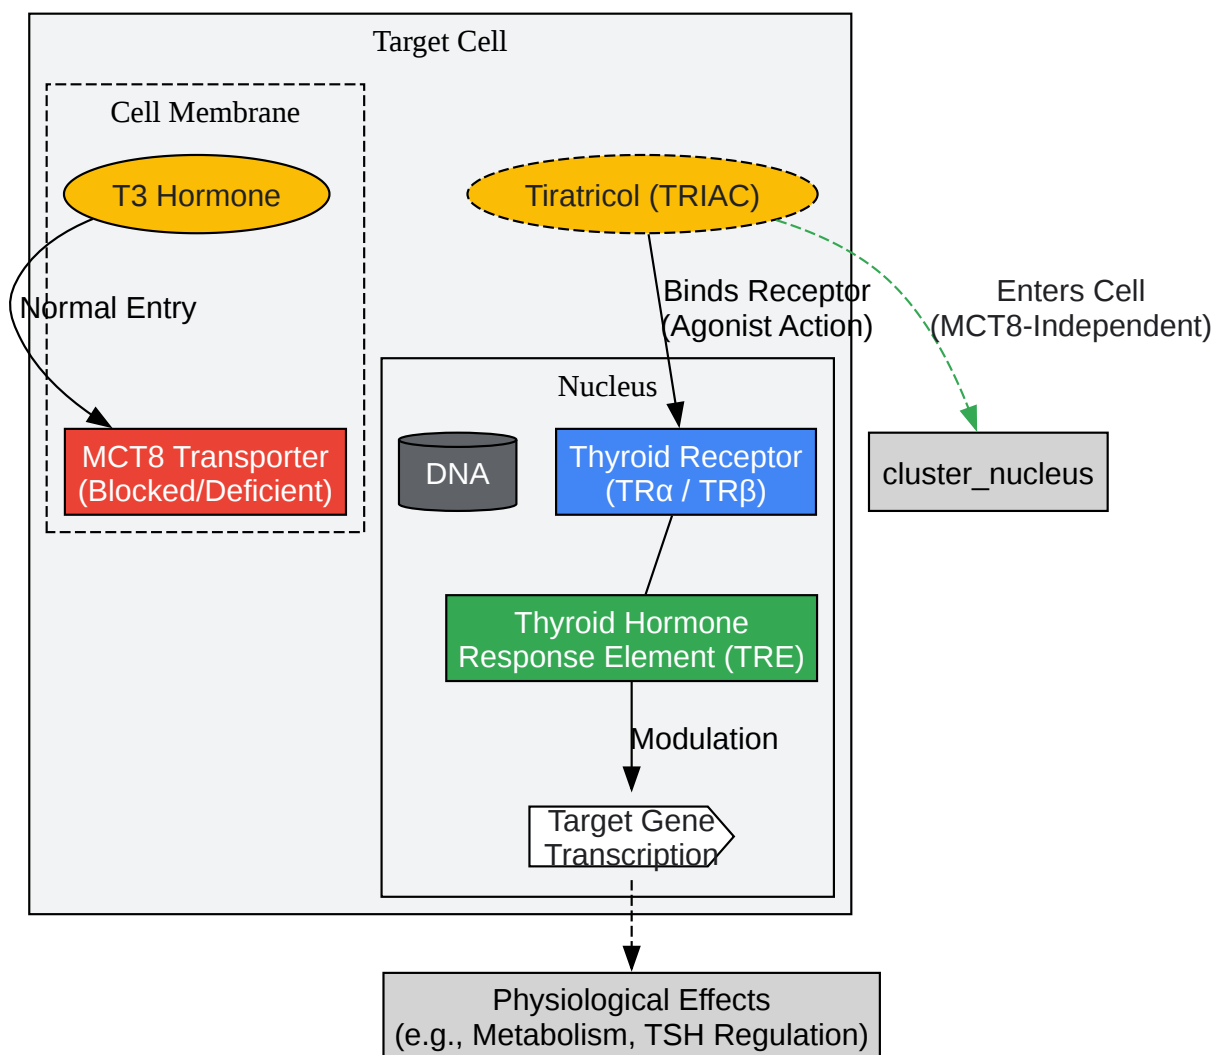 Target Cell
Cell Membrane
T3 Hormone
Tiratricol (TRIAC)
Normal Entry
Binds Receptor
(Agonist Action)
Enters Cell
(MCT8-Independent)
Nucleus
MCT8 Transporter
(Blocked/Deficient)
DNA
Thyroid Receptor
(TRα / TRβ)
cluster_nucleus
Thyroid Hormone
Response Element (TRE)
Modulation
Target Gene
Transcription
Physiological Effects
(e.g., Metabolism, TSH Regulation)